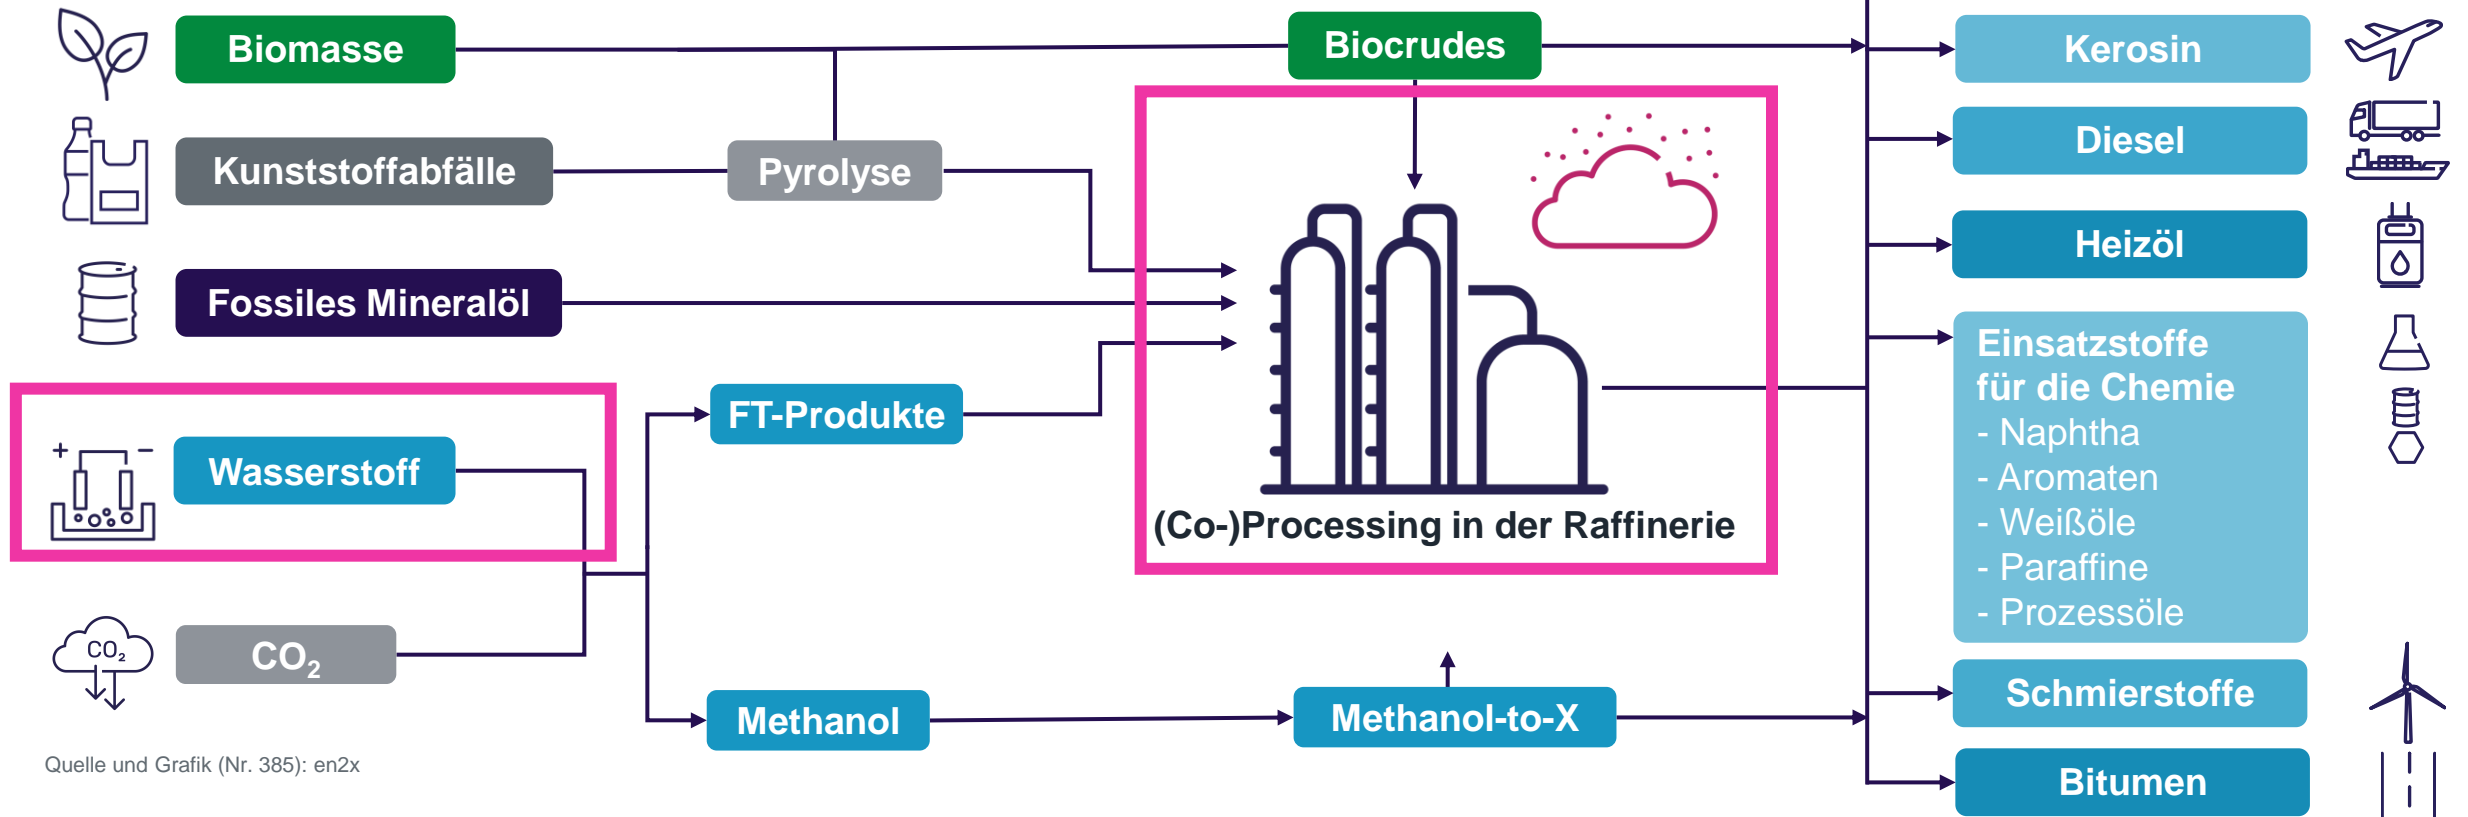 Biomasse
Biocrudes
Kerosin
Kunststoffabfälle
Pyrolyse
Diesel
Fossiles Mineralöl
Heizöl
Einsatzstoffe
für die Chemie
- Naphtha
- Aromaten
- Weißöle
- Paraffine
- Prozessöle
FT-Produkte
+ −
Wasserstoff
(Co-)Processing in der Raffinerie
CO₂
CO₂
Methanol
Methanol-to-X
Schmierstoffe
Bitumen
Quelle und Grafik (Nr. 385): en2x